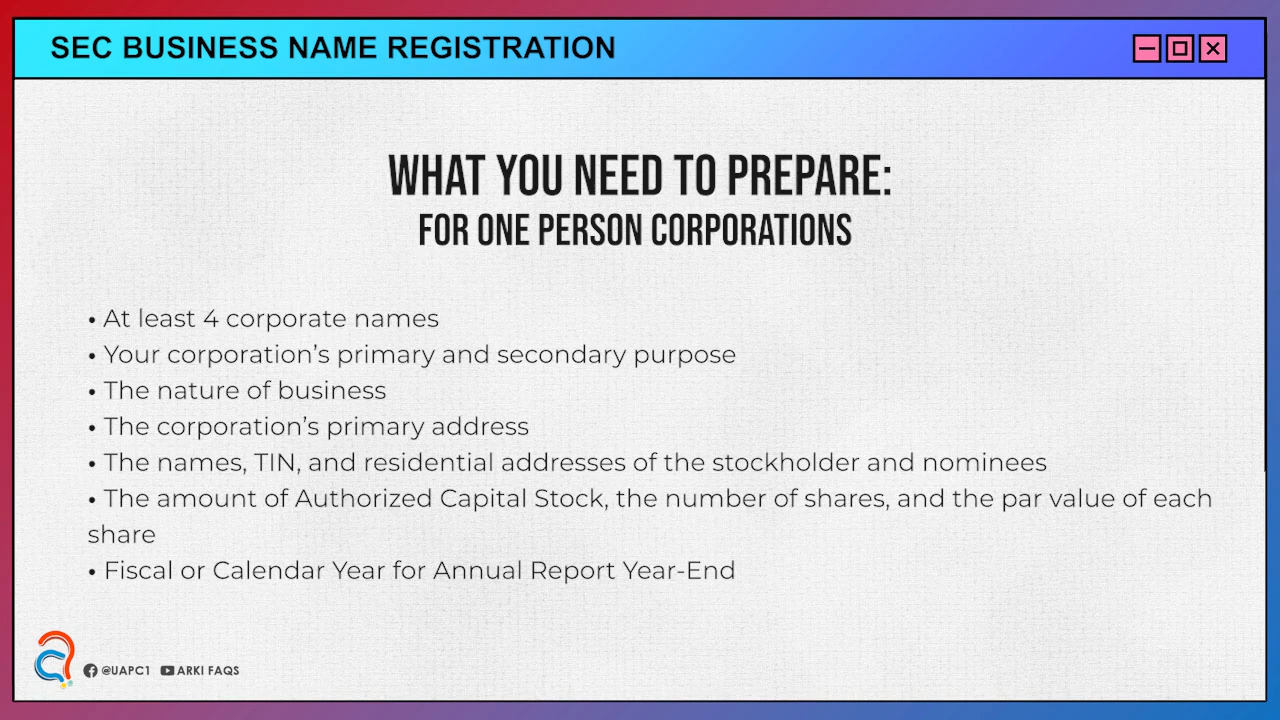 SEC BUSINESS NAME REGISTRATION
WHAT YOU NEED TO PREPARE:
FOR ONE PERSON CORPORATIONS
• At least 4 corporate names
• Your corporation’s primary and secondary purpose
• The nature of business
• The corporation’s primary address
• The names, TIN, and residential addresses of the stockholder and nominees
• The amount of Authorized Capital Stock, the number of shares, and the par value of each
share
• Fiscal or Calendar Year for Annual Report Year-End
@UAPC1 ARKI FAQS